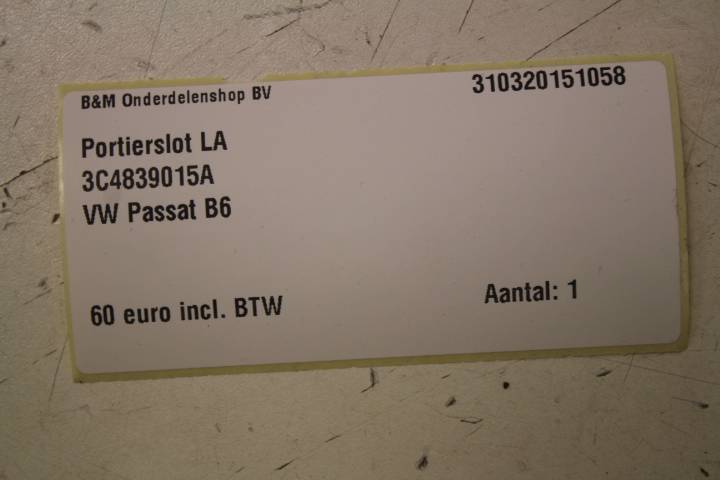 B&M Onderdelenshop BV 310320151058
Portierslot LA
3C4839015A
VW Passat B6
60 euro incl. BTW Aantal: 1